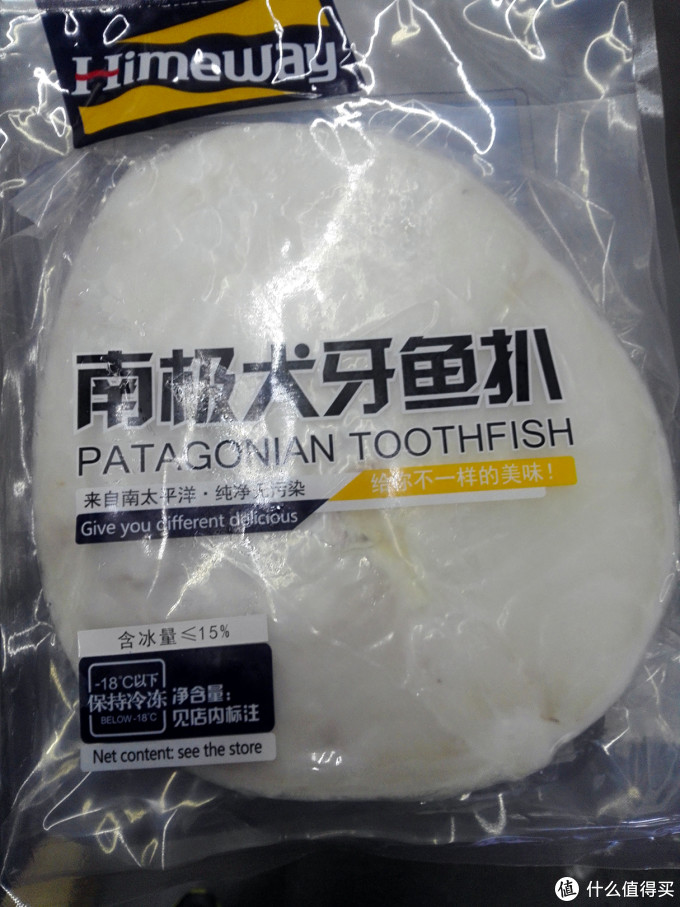 Himeway
南极犬牙鱼扒
PATAGONIAN TOOTHFISH
来自南太平洋·纯净无污染
给你不一样的美味！
Give you different delicious
含冰量≤15%
-18℃以下
保持冷冻
BELOW-18℃
净含量：
见店内标注
Net content: see the store
值 什么值得买